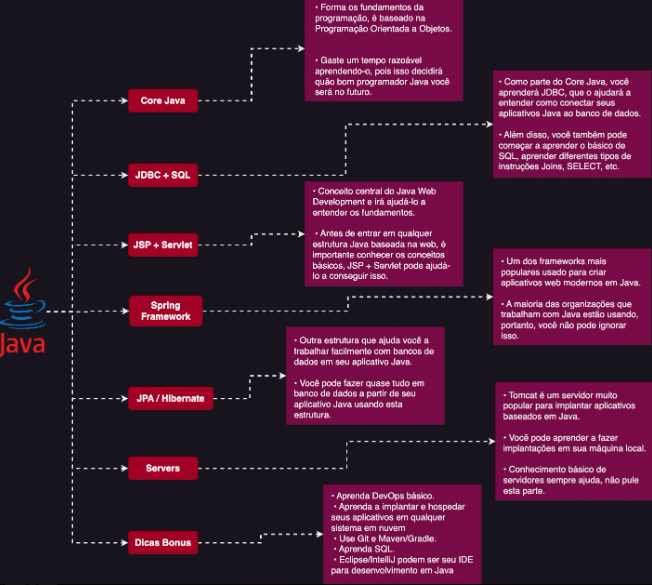 • Forma os fundamentos da
programação, é baseado na
Programação Orientada a Objetos.
• Gaste um tempo razoável
aprendendo-o, pois isso decidirá
quão bom programador Java você
será no futuro.
Core Java
• Como parte do Core Java, você
aprenderá JDBC, que o ajudará a
entender como conectar seus
aplicativos Java ao banco de dados.
• Além disso, você também pode
começar a aprender o básico de
SQL, aprender diferentes tipos de
instruções Joins, SELECT, etc.
JDBC + SQL
• Conceito central do Java Web
Development e irá ajudá-lo a
entender os fundamentos.
• Antes de entrar em qualquer
estrutura Java baseada na web, é
importante conhecer os conceitos
básicos, JSP + Servlet pode ajudá-
lo a conseguir isso.
JSP + Servlet
• Um dos frameworks mais
populares usado para criar
aplicativos web modernos em Java.
• A maioria das organizações que
trabalham com Java estão usando,
portanto, você não pode ignorar
isso.
Spring
Framework
Java
• Outra estrutura que ajuda você a
trabalhar facilmente com bancos de
dados em seu aplicativo Java.
• Você pode fazer quase tudo em
banco de dados a partir de seu
aplicativo Java usando esta
estrutura.
JPA / Hibernate
• Tomcat é um servidor muito
popular para implantar aplicativos
baseados em Java.
• Você pode aprender a fazer
implantações em sua máquina local.
• Conhecimento básico de
servidores sempre ajuda, não pule
esta parte.
Servers
• Aprenda DevOps básico.
• Aprenda a implantar e hospedar
seus aplicativos em qualquer
sistema em nuvem
• Use Git e Maven/Gradle.
• Aprenda SQL.
• Eclipse/IntelliJ podem ser seu IDE
para desenvolvimento em Java
Dicas Bonus